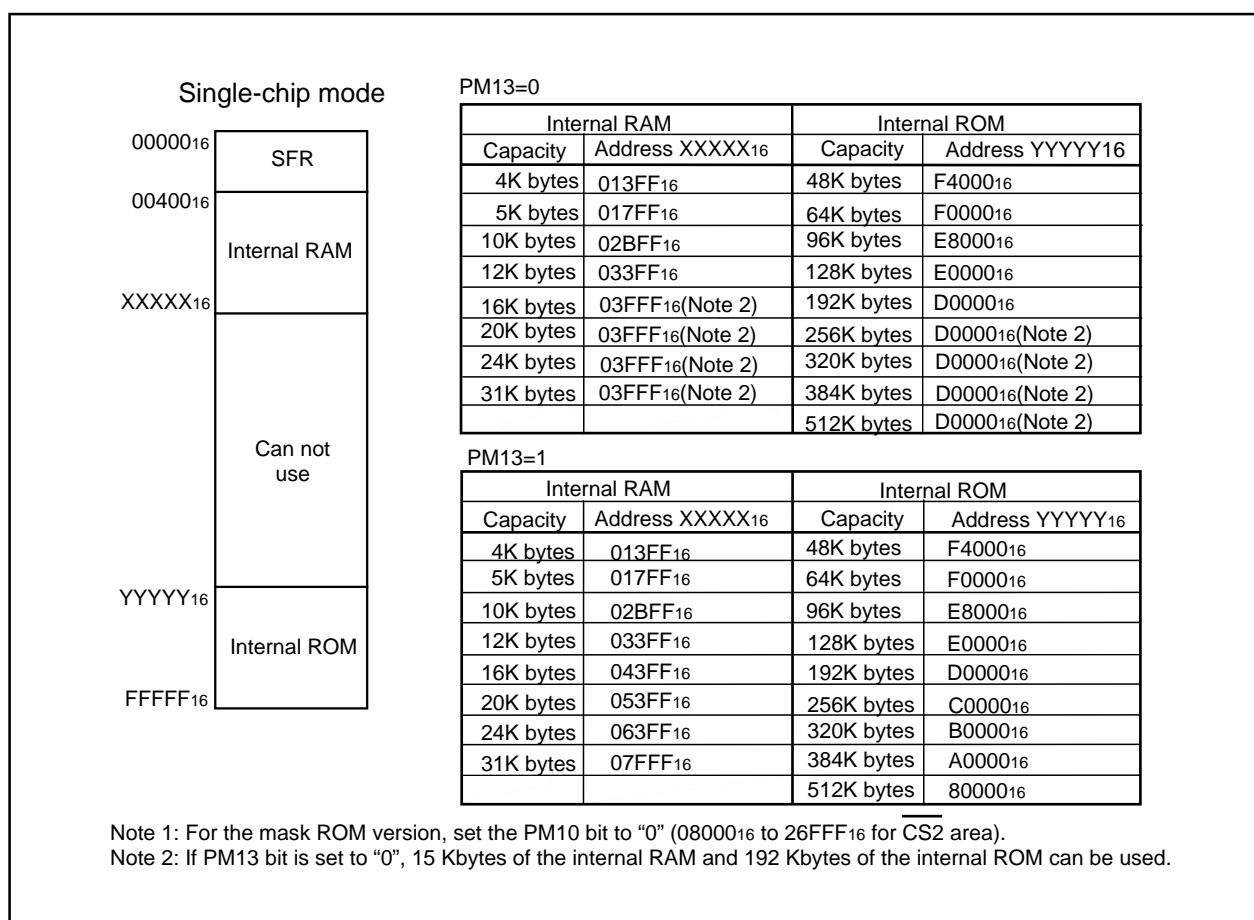 Single-chip mode
0000016
SFR
0040016
Internal RAM
XXXXX16
Can not
use
YYYYY16
Internal ROM
FFFFF16
PM13=0
Internal RAM Internal ROM
Capacity Address XXXXX16 Capacity Address YYYYY16
4K bytes 013FF16 48K bytes F400016
5K bytes 017FF16 64K bytes F000016
10K bytes 02BFF16 96K bytes E800016
12K bytes 033FF16 128K bytes E000016
16K bytes 03FFF16(Note 2) 192K bytes D000016
20K bytes 03FFF16(Note 2) 256K bytes D000016(Note 2)
24K bytes 03FFF16(Note 2) 320K bytes D000016(Note 2)
31K bytes 03FFF16(Note 2) 384K bytes D000016(Note 2)
512K bytes D000016(Note 2)
PM13=1
Internal RAM Internal ROM
Capacity Address XXXXX16 Capacity Address YYYYY16
4K bytes 013FF16 48K bytes F400016
5K bytes 017FF16 64K bytes F000016
10K bytes 02BFF16 96K bytes E800016
12K bytes 033FF16 128K bytes E000016
16K bytes 043FF16 192K bytes D000016
20K bytes 053FF16 256K bytes C000016
24K bytes 063FF16 320K bytes B000016
31K bytes 07FFF16 384K bytes A000016
512K bytes 8000016
Note 1: For the mask ROM version, set the PM10 bit to “0” (0800016 to 26FFF16 for CS2 area).
Note 2: If PM13 bit is set to “0”, 15 Kbytes of the internal RAM and 192 Kbytes of the internal ROM can be used.